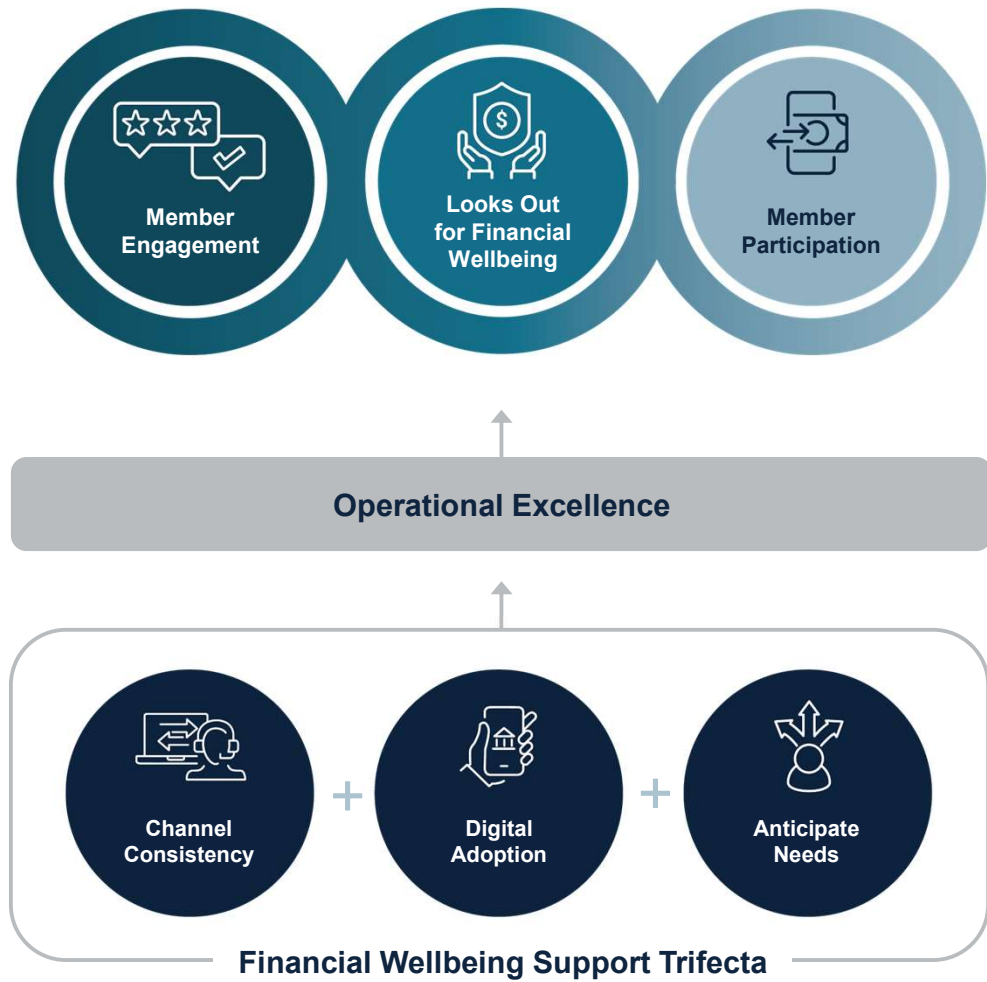 Member
Engagement
Looks Out
for Financial
Wellbeing
Member
Participation
Operational Excellence
Channel
Consistency
Digital
Adoption
Anticipate
Needs
Financial Wellbeing Support Trifecta